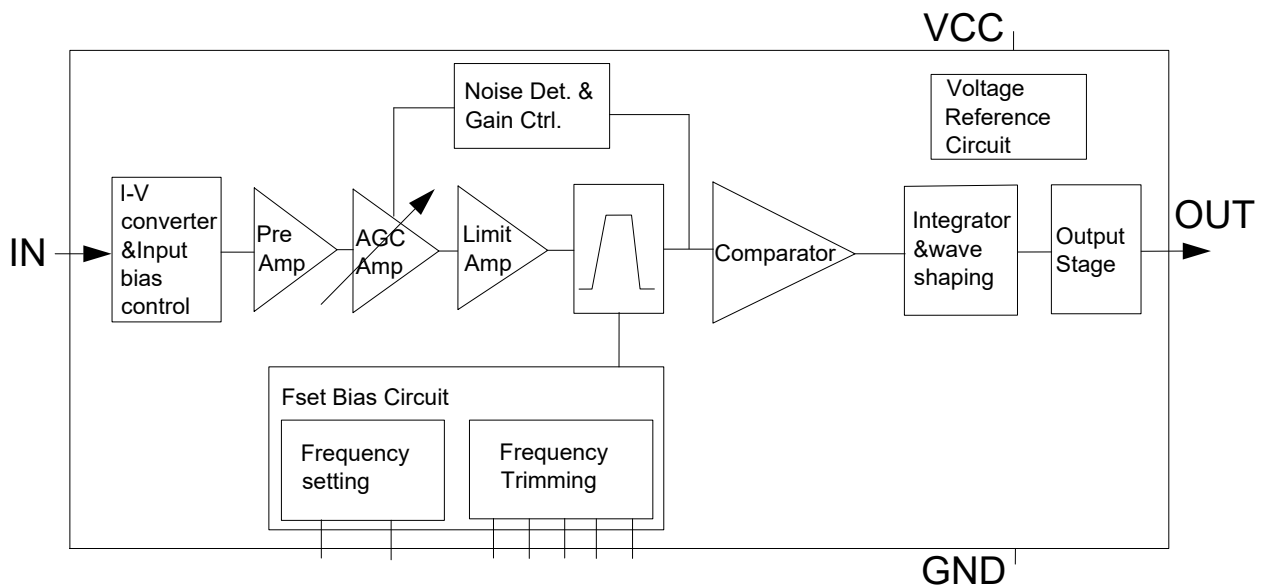 VCC
Noise Det. &
Gain Ctrl.
Voltage
Reference
Circuit
IN
I-V
converter
&Input
bias
control
Pre
Amp
AGC
Amp
Limit
Amp
Comparator
Integrator
&wave
shaping
Output
Stage
OUT
Fset Bias Circuit
Frequency
setting
Frequency
Trimming
GND